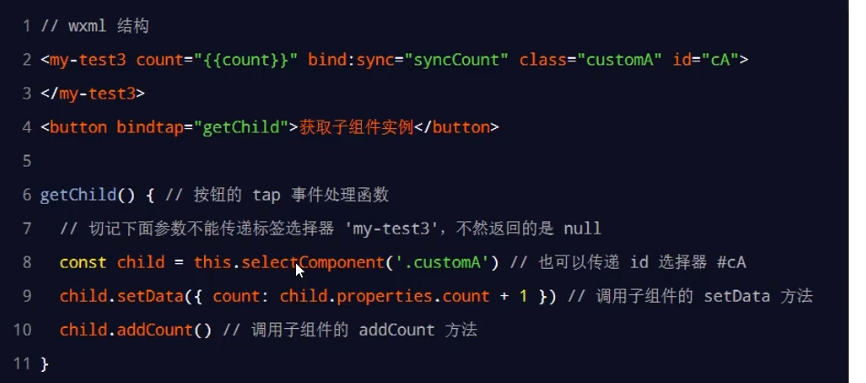 1 // wxml 结构
2 <my-test3 count="{{count}}" bind:sync="syncCount" class="customA" id="cA">
3 </my-test3>
4 <button bindtap="getChild">获取子组件实例</button>
5
6 getChild() { // 按钮的 tap 事件处理函数
7   // 切记下面参数不能传递标签选择器 'my-test3'，不然返回的是 null
8   const child = this.selectComponent('.customA') // 也可以传递 id 选择器 #cA
9   child.setData({ count: child.properties.count + 1 }) // 调用子组件的 setData 方法
10   child.addCount() // 调用子组件的 addCount 方法
11 }